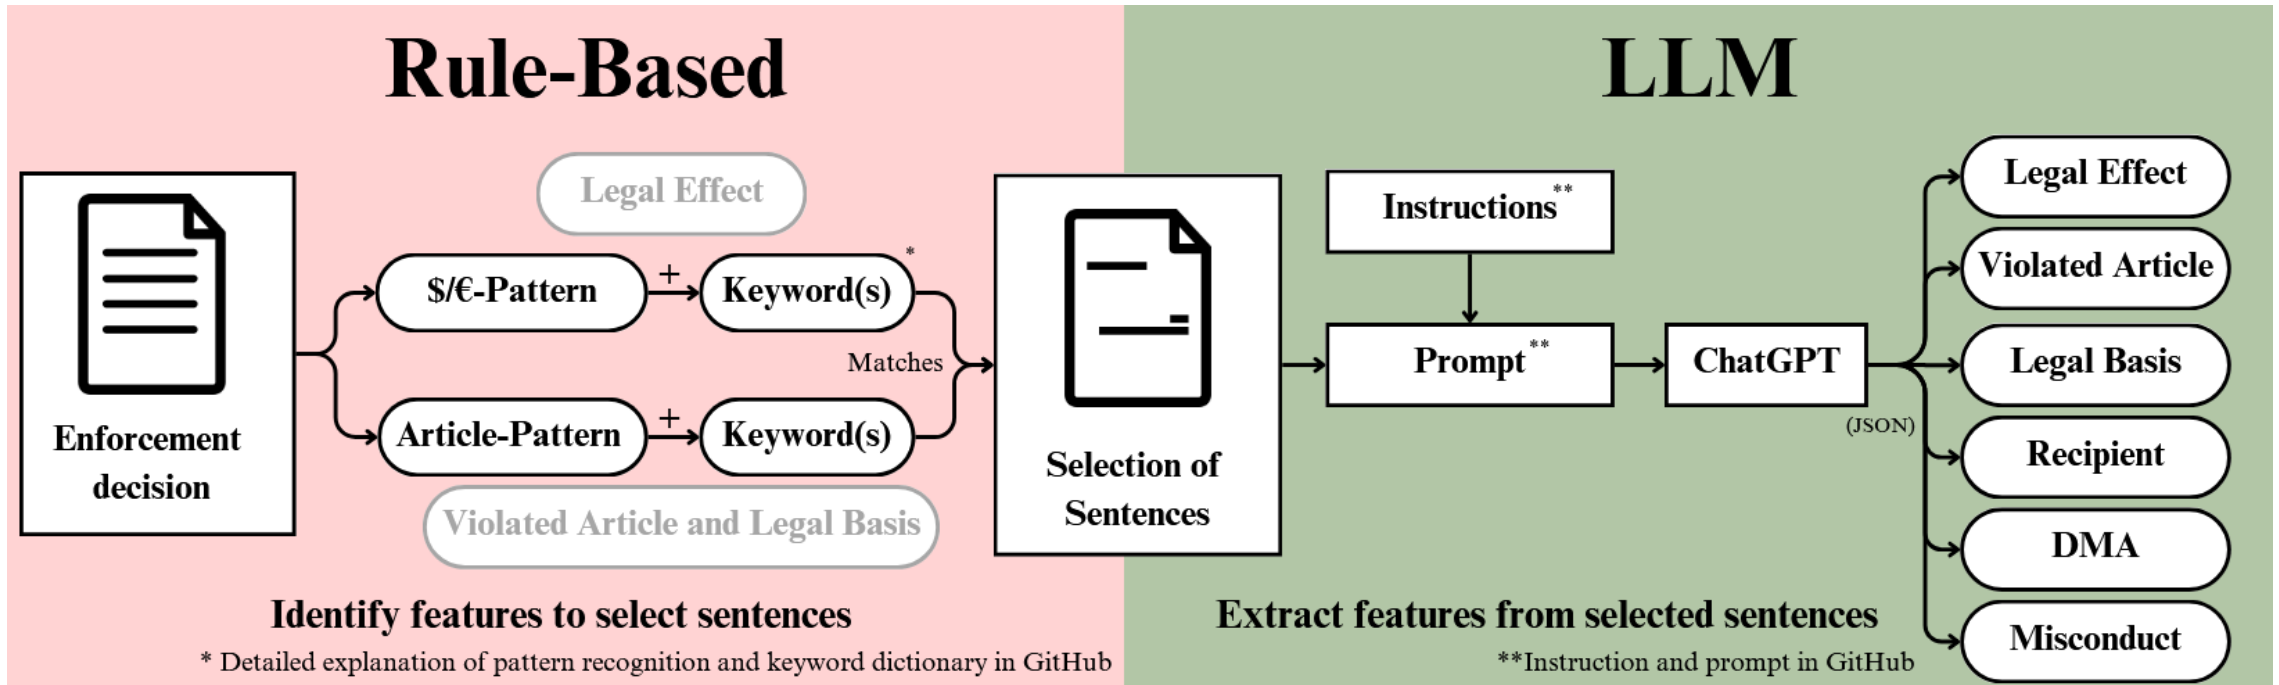 Rule-Based
LLM
Legal Effect
$/€-Pattern
+
Keyword(s)
*
Matches
Article-Pattern
+
Keyword(s)
Violated Article and Legal Basis
Enforcement
decision
Selection of
Sentences
Identify features to select sentences
* Detailed explanation of pattern recognition and keyword dictionary in GitHub
Instructions**
Prompt**
ChatGPT
(JSON)
Legal Effect
Violated Article
Legal Basis
Recipient
DMA
Misconduct
Extract features from selected sentences
**Instruction and prompt in GitHub